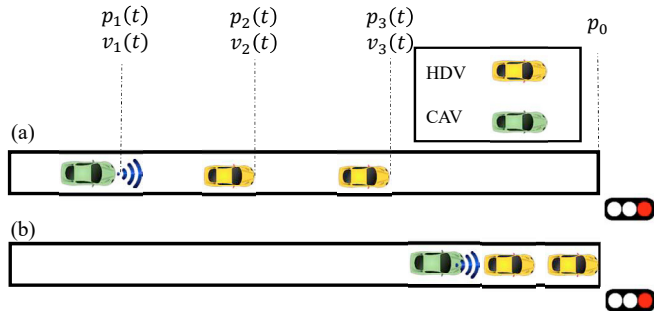 p₁(t) p₂(t) p₃(t) p₀
v₁(t) v₂(t) v₃(t)
HDV
CAV
(a)
(b)